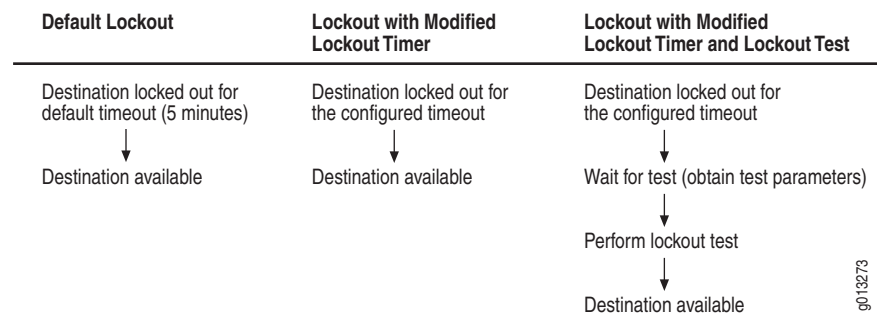 Default Lockout
Lockout with Modified
Lockout Timer
Lockout with Modified
Lockout Timer and Lockout Test
Destination locked out for
default timeout (5 minutes)
Destination available
Destination locked out for
the configured timeout
Destination available
Destination locked out for
the configured timeout
Wait for test (obtain test parameters)
Perform lockout test
Destination available
g013273